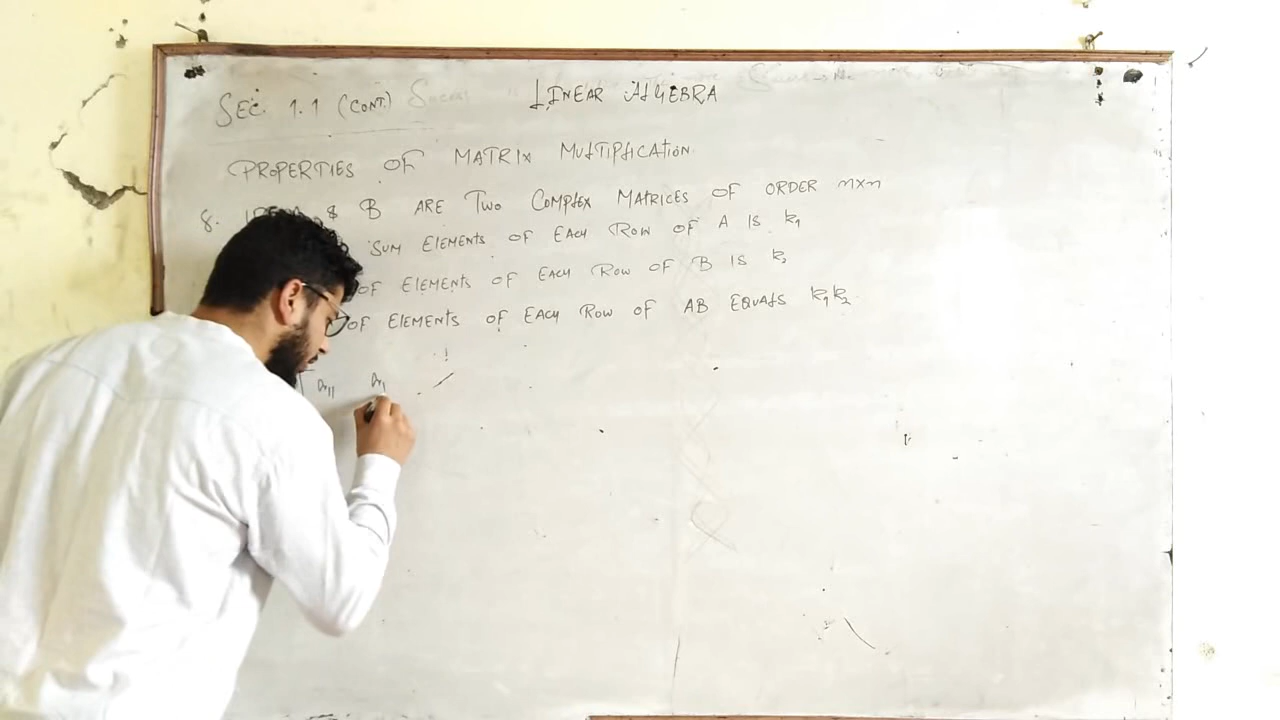 SEC. 1.1 (CONT.) LINEAR ALGEBRA
PROPERTIES OF MATRIX MULTIPLICATION
8. & B ARE TWO COMPLEX MATRICES OF ORDER n×n
SUM ELEMENTS OF EACH ROW OF A IS k₁
OF ELEMENTS OF EACH ROW OF B IS k₂
OF ELEMENTS OF EACH ROW OF AB EQUALS k₁k₂
a₁₁ a₁